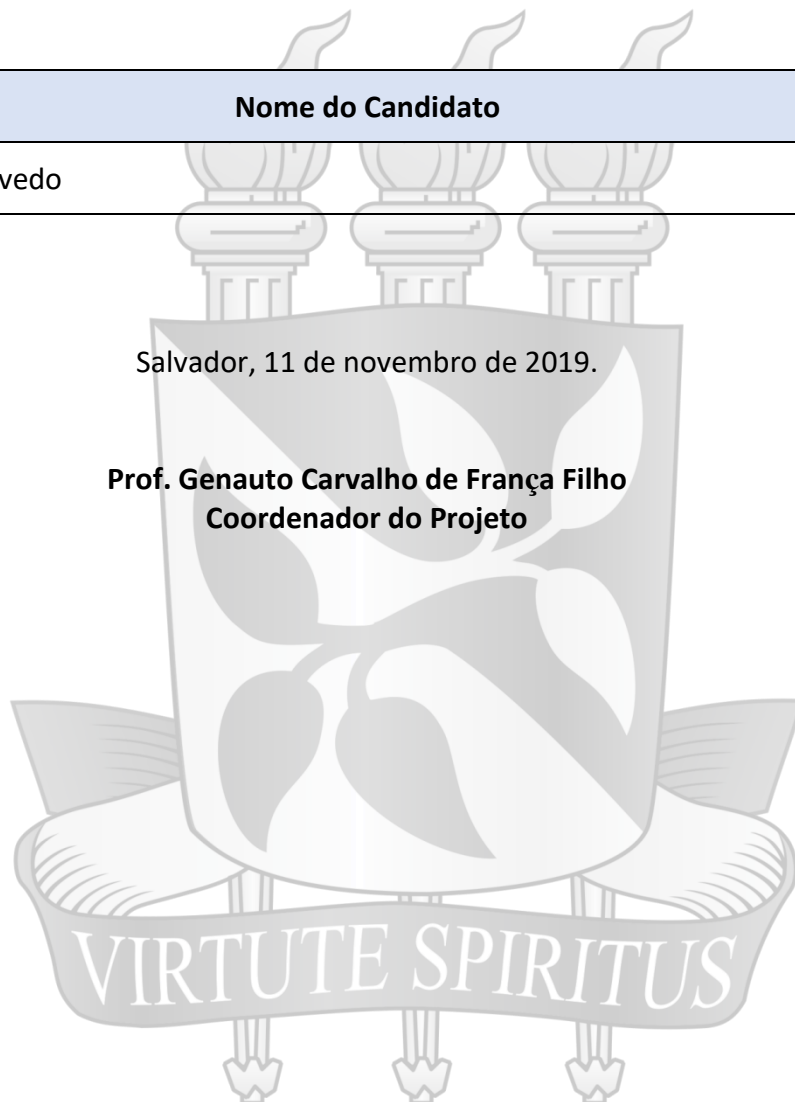 Nome do Candidato
vedo
Salvador, 11 de novembro de 2019.
Prof. Genauto Carvalho de França Filho
Coordenador do Projeto
VIRTUTE SPIRITUS